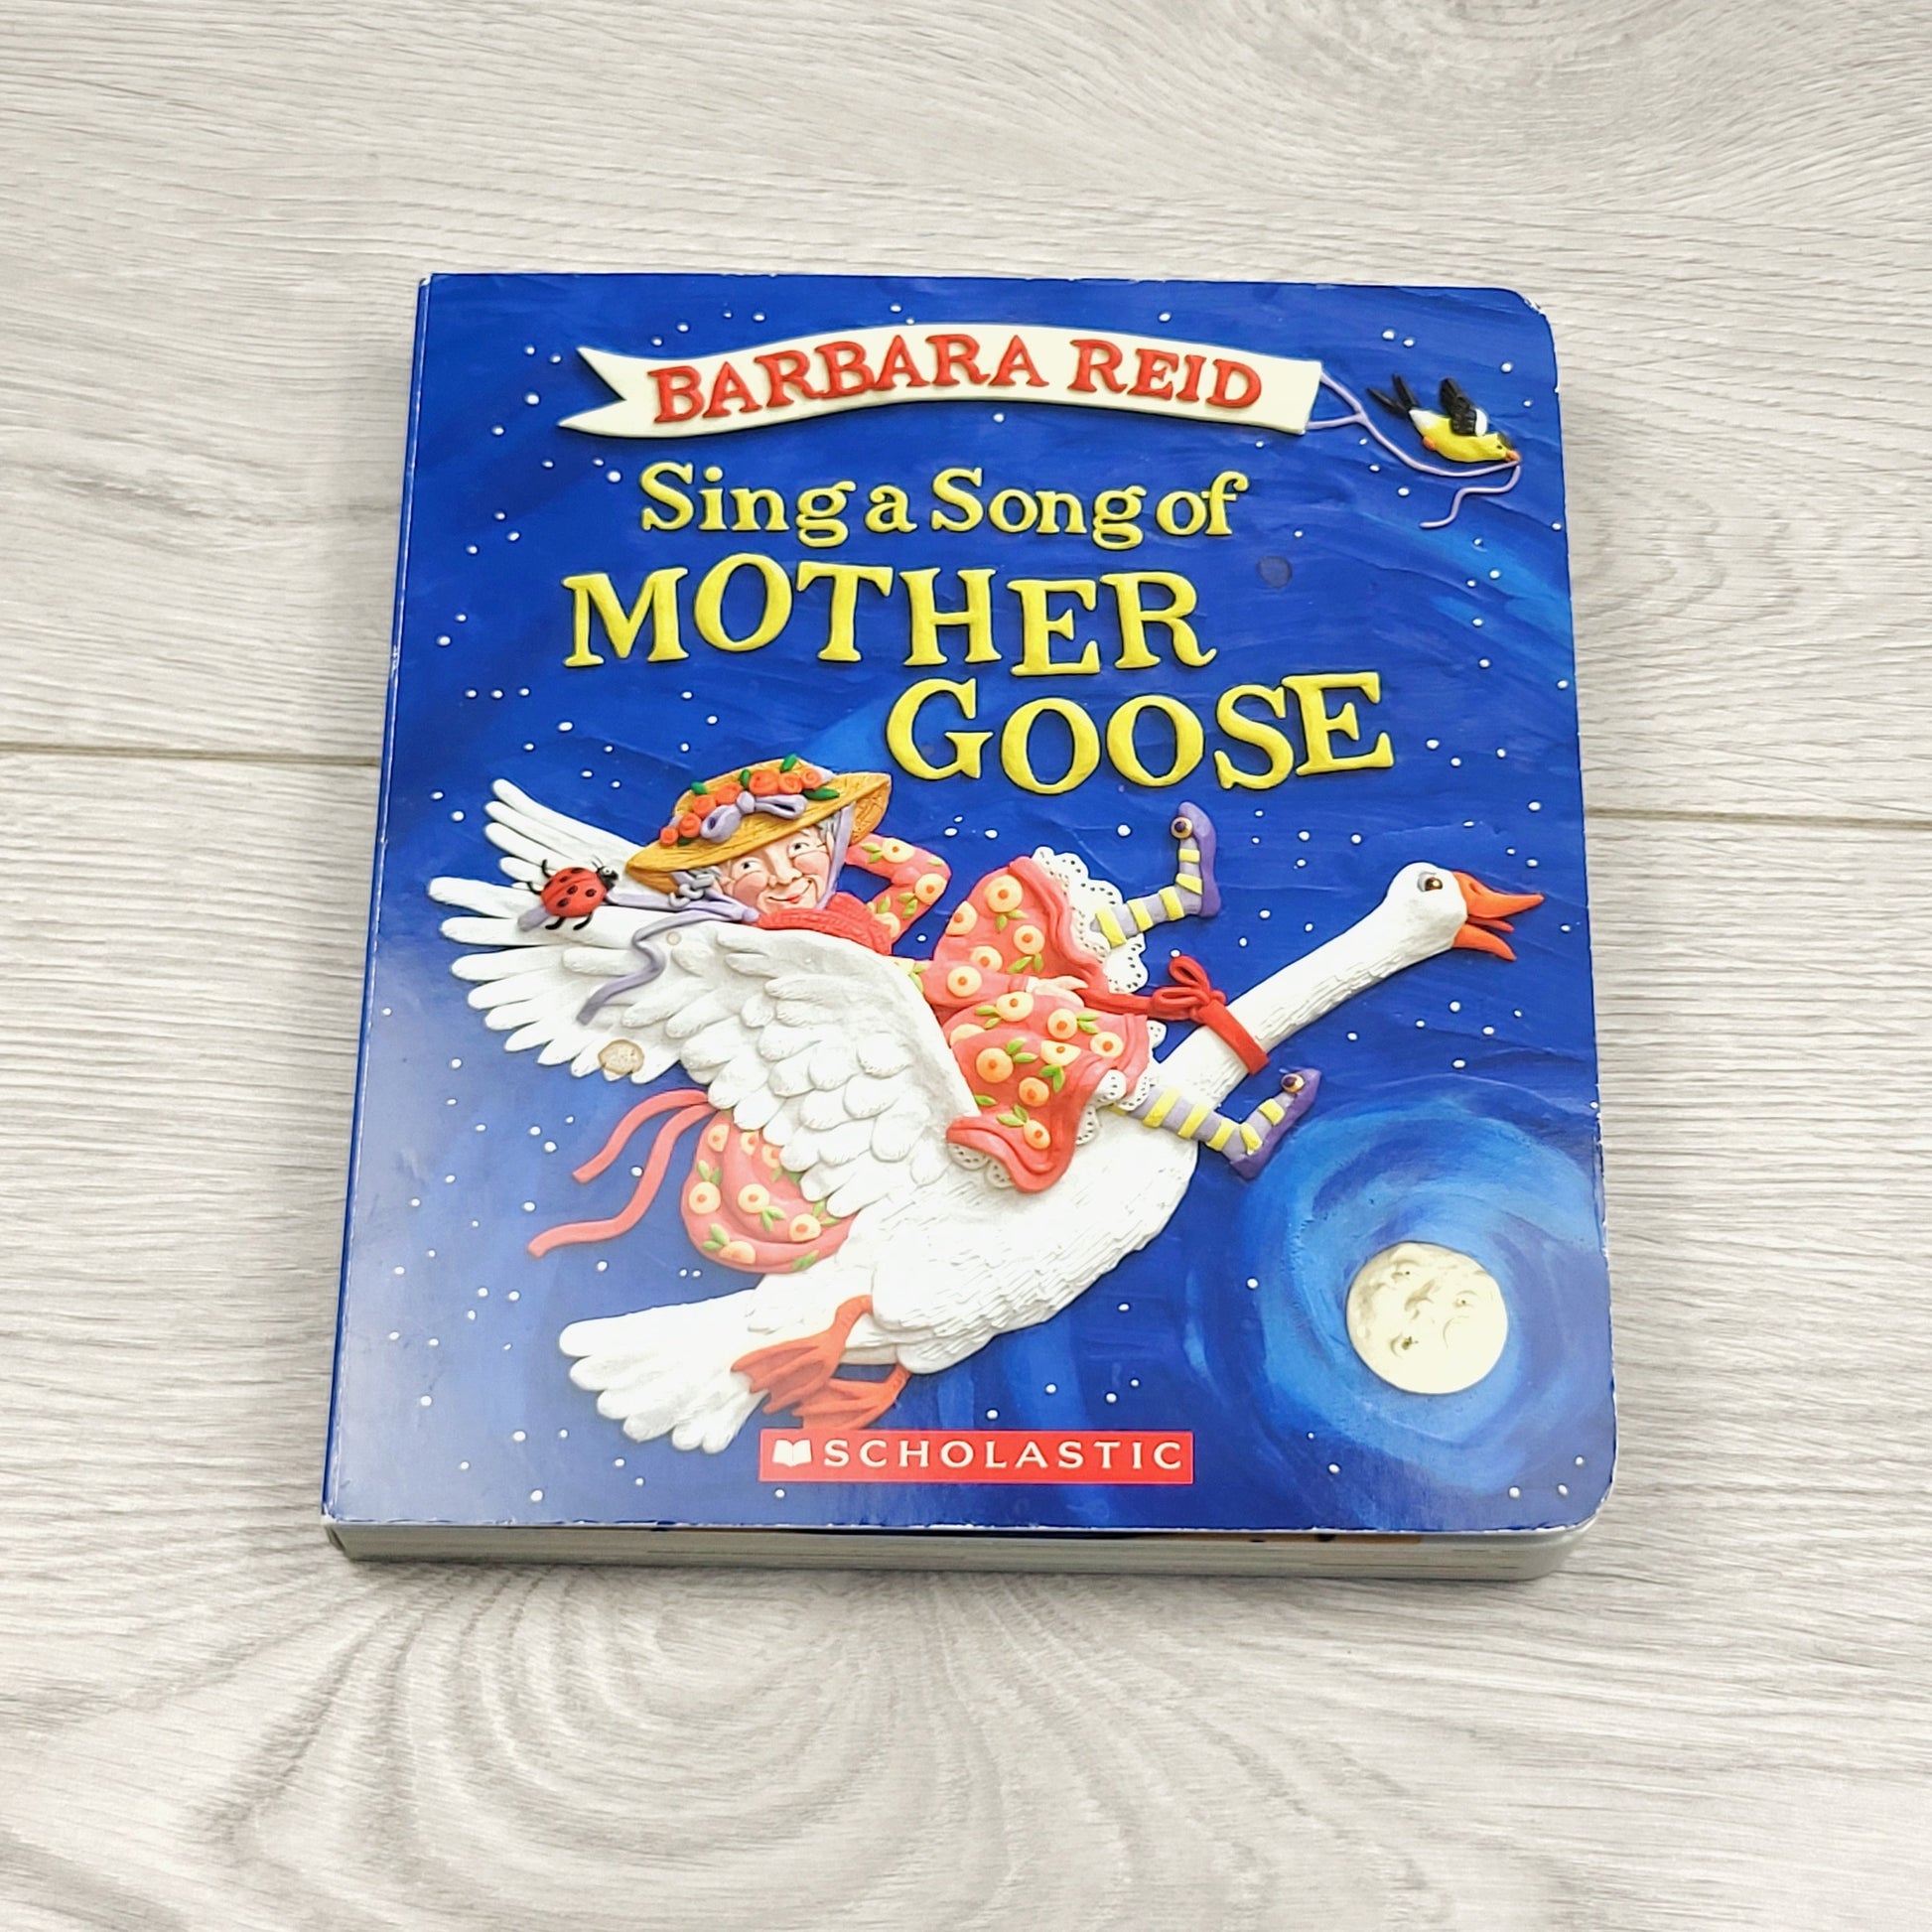 BARBARA REID
Sing a Song of
MOTHER
GOOSE
SCHOLASTIC